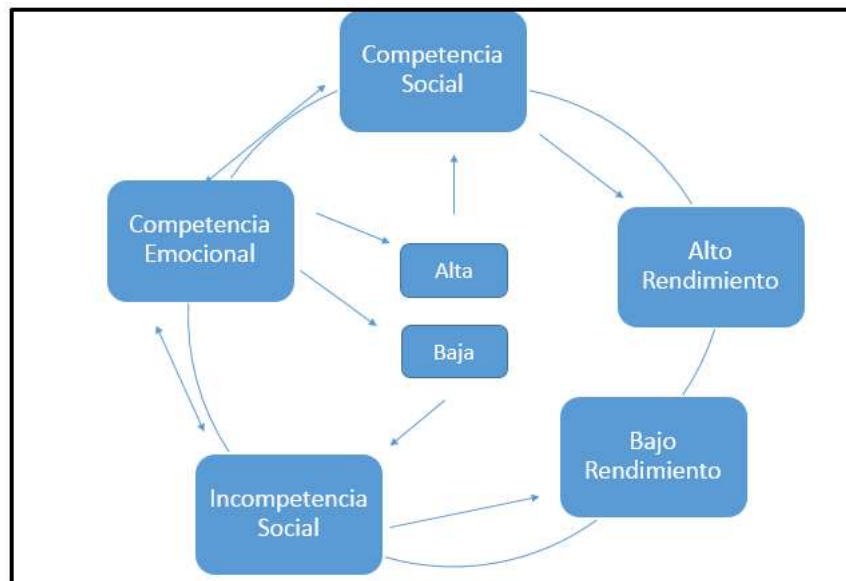 Competencia
Social
Competencia
Emocional
Alta
Alto
Rendimiento
Baja
Bajo
Rendimiento
Incompetencia
Social